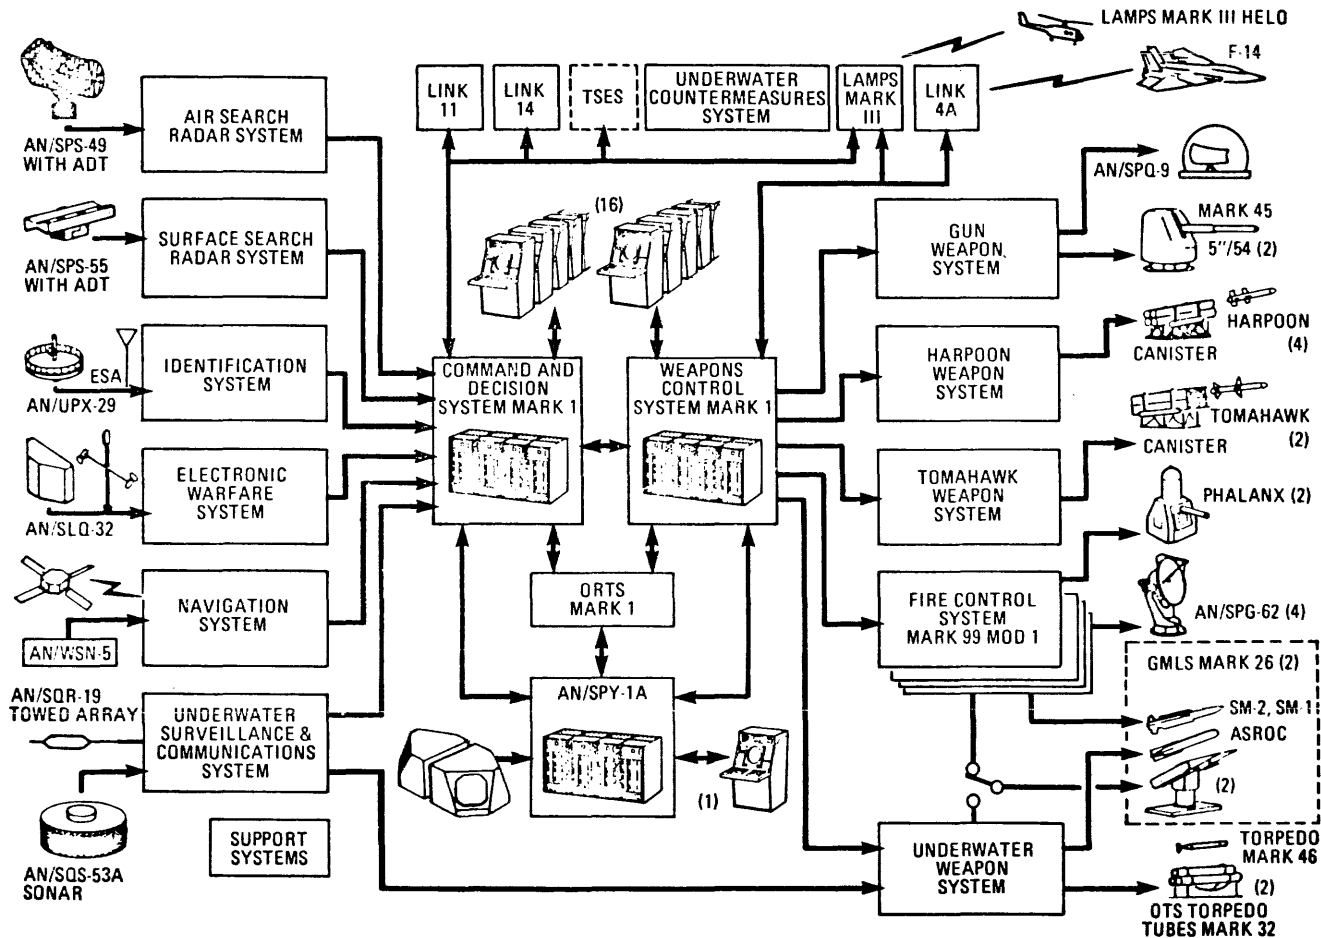 LAMPS MARK III HELO
F-14
LINK
11
LINK
14
TSES
UNDERWATER
COUNTERMEASURES
SYSTEM
LAMPS
MARK
III
LINK
4A
AN/SPS-49
WITH ADT
AIR SEARCH
RADAR SYSTEM
AN/SPS-55
WITH ADT
SURFACE SEARCH
RADAR SYSTEM
ESA
AN/UPX-29
IDENTIFICATION
SYSTEM
AN/SLQ-32
ELECTRONIC
WARFARE
SYSTEM
AN/WSN-5
NAVIGATION
SYSTEM
AN/SQR-19
TOWED ARRAY
UNDERWATER
SURVEILLANCE &
COMMUNICATIONS
SYSTEM
AN/SQS-53A
SONAR
SUPPORT
SYSTEMS
(16)
COMMAND AND
DECISION
SYSTEM MARK 1
WEAPONS
CONTROL
SYSTEM MARK 1
ORTS
MARK 1
AN/SPY-1A
(1)
GUN
WEAPON
SYSTEM
AN/SPQ-9
MARK 45
5"/54 (2)
HARPOON
WEAPON
SYSTEM
HARPOON
(4)
CANISTER
TOMAHAWK
WEAPON
SYSTEM
TOMAHAWK
(2)
CANISTER
PHALANX (2)
FIRE CONTROL
SYSTEM
MARK 99 MOD 1
AN/SPG-62 (4)
GMLS MARK 26 (2)
SM-2, SM-1
ASROC
(2)
UNDERWATER
WEAPON
SYSTEM
TORPEDO
MARK 46
(2)
OTS TORPEDO
TUBES MARK 32